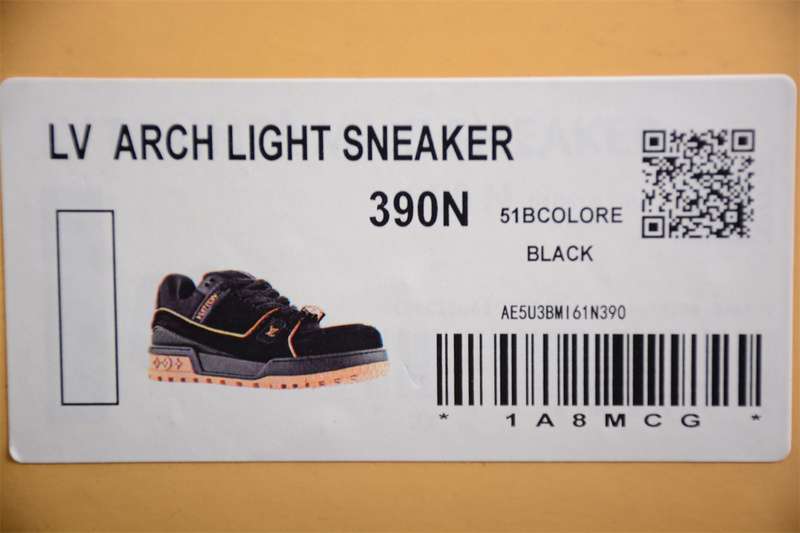 LV ARCH LIGHT SNEAKER
390N
51BCOLORE
BLACK
AE5U3BMI61N390
* 1A8MCG *